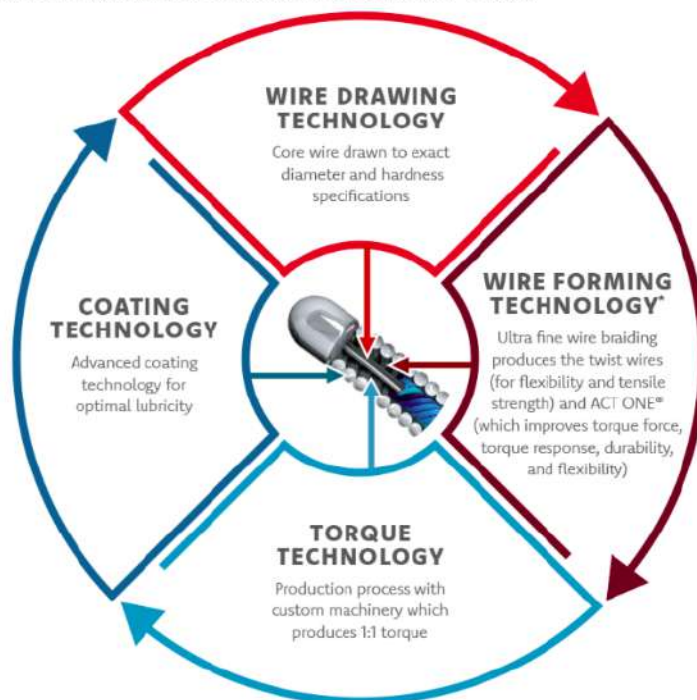 WIRE DRAWING
TECHNOLOGY
Core wire drawn to exact
diameter and hardness
specifications
WIRE FORMING
TECHNOLOGY*
Ultra fine wire braiding
produces the twist wires
(for flexibility and tensile
strength) and ACT ONE®
(which improves torque force,
torque response, durability,
and flexibility)
TORQUE
TECHNOLOGY
Production process with
custom machinery which
produces 1:1 torque
COATING
TECHNOLOGY
Advanced coating
technology for
optimal lubricity